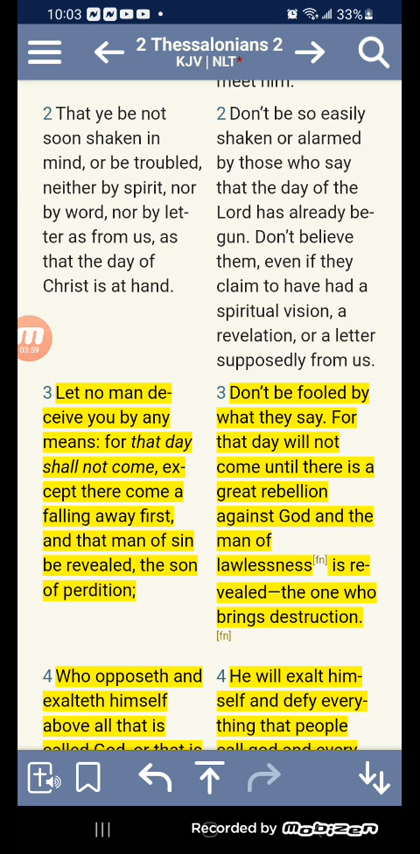 10:03
33%
2 Thessalonians 2
KJV | NLT*
meet him.
2 That ye be not
soon shaken in
mind, or be troubled,
neither by spirit, nor
by word, nor by let-
ter as from us, as
that the day of
Christ is at hand.
2 Don't be so easily
shaken or alarmed
by those who say
that the day of the
Lord has already be-
gun. Don't believe
them, even if they
claim to have had a
spiritual vision, a
revelation, or a letter
supposedly from us.
03:59
3 Let no man de-
ceive you by any
means: for that day
shall not come, ex-
cept there come a
falling away first,
and that man of sin
be revealed, the son
of perdition;
3 Don't be fooled by
what they say. For
that day will not
come until there is a
great rebellion
against God and the
man of
lawlessness[fn] is re-
vealed—the one who
brings destruction.
[fn]
4 Who opposeth and
exalteth himself
above all that is
called God, or that is
4 He will exalt him-
self and defy every-
thing that people
call god and every
Recorded by mobizen